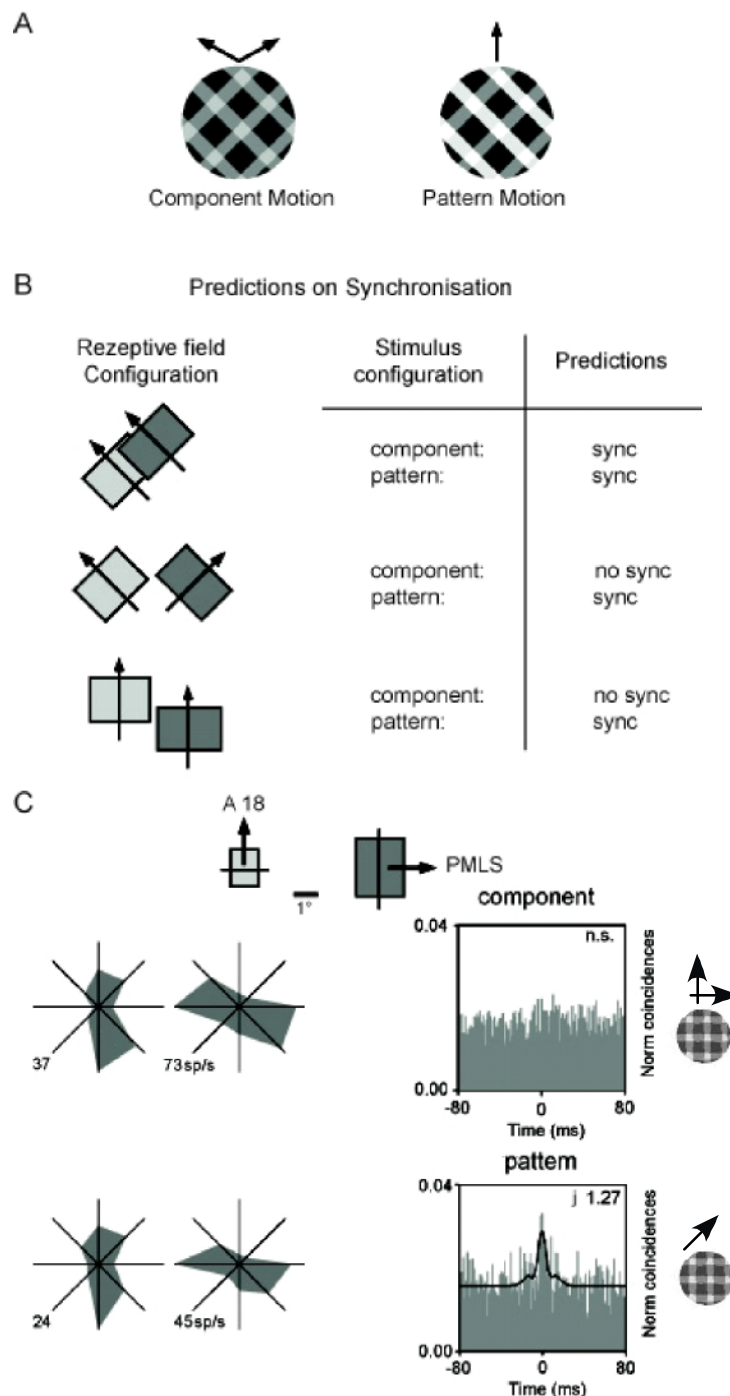 A
Component Motion
Pattern Motion
B
Predictions on Synchronisation
Rezeptive field
Configuration
Stimulus
configuration
Predictions
component:
sync
pattern:
sync
component:
no sync
pattern:
sync
component:
no sync
pattern:
sync
C
A 18
PMLS
1°
component
0.04
n.s.
Norm coincidences
37
73sp/s
0.00
-80
0
80
Time (ms)
pattem
0.04
j 1.27
Norm coincidences
24
45sp/s
0.00
-80
0
80
Time (ms)